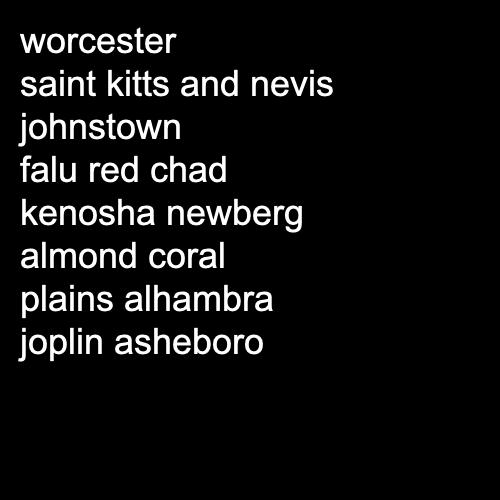 worcester
saint kitts and nevis
johnstown
falu red chad
kenosha newberg
almond coral
plains alhambra
joplin asheboro